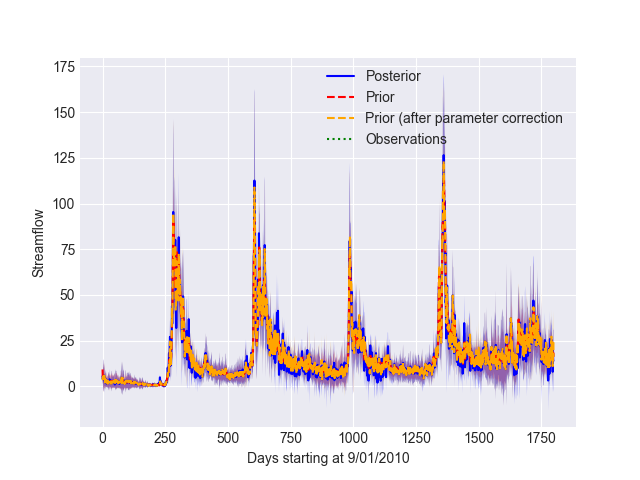 175
150
125
100
75
50
25
0
Streamflow
Posterior
Prior
Prior (after parameter correction
Observations
0 250 500 750 1000 1250 1500 1750
Days starting at 9/01/2010